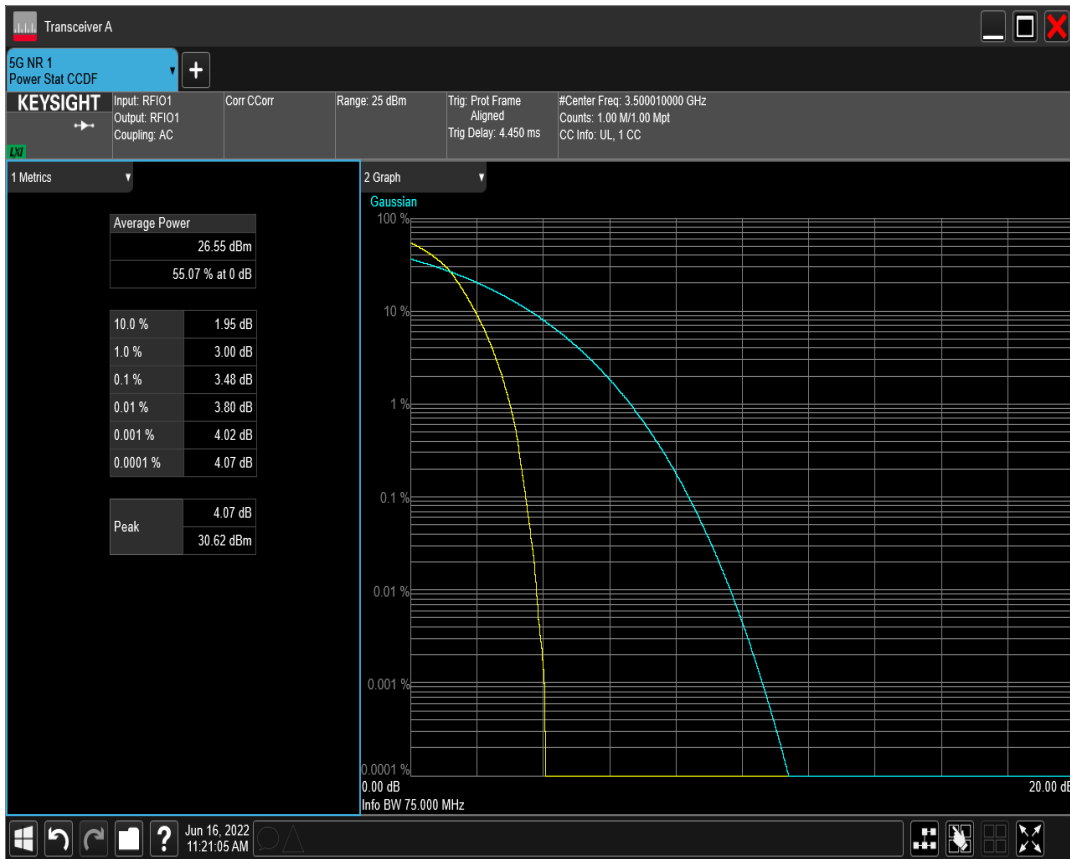 Transceiver A
5G NR 1
Power Stat CCDF
+
KEYSIGHT
LXI
Input: RFIO1
Output: RFIO1
Coupling: AC
Corr CCorr
Range: 25 dBm
Trig: Prot Frame
Aligned
Trig Delay: 4.450 ms
#Center Freq: 3.500010000 GHz
Counts: 1.00 M/1.00 Mpt
CC Info: UL, 1 CC
1 Metrics
Average Power
26.55 dBm
55.07 % at 0 dB
10.0 % 1.95 dB
1.0 % 3.00 dB
0.1 % 3.48 dB
0.01 % 3.80 dB
0.001 % 4.02 dB
0.0001 % 4.07 dB
Peak
4.07 dB
30.62 dBm
2 Graph
Gaussian
100 %
10 %
1 %
0.1 %
0.01 %
0.001 %
0.0001 %
0.00 dB 20.00 dB
Info BW 75.000 MHz
?
Jun 16, 2022
11:21:05 AM